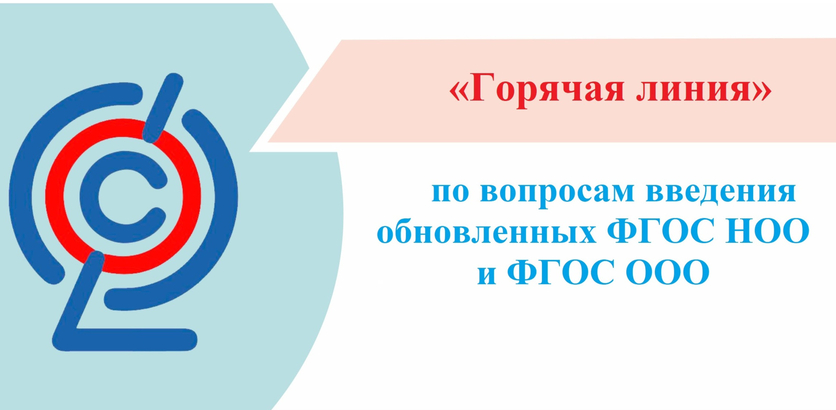 «Горячая линия»
по вопросам введения
обновленных ФГОС НОО
и ФГОС ООО